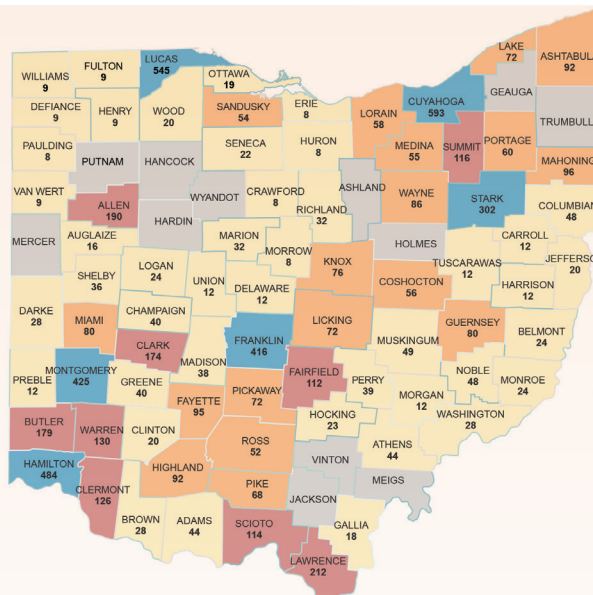 WILLIAMS
9
FULTON
9
LUCAS
545
OTTAWA
19
LAKE
72
ASHTABULA
92
DEFIANCE
9
HENRY
9
WOOD
20
SANDUSKY
54
ERIE
8
LORAIN
58
CUYAHOGA
593
GEAUGA
TRUMBULL
PAULDING
8
PUTNAM
HANCOCK
SENECA
22
HURON
8
MEDINA
55
SUMMIT
116
PORTAGE
60
MAHONING
96
VAN WERT
9
ALLEN
190
WYANDOT
CRAWFORD
8
RICHLAND
32
ASHLAND
WAYNE
86
STARK
302
COLUMBIAN
48
MERCER
AUGLAIZE
16
HARDIN
MARION
32
MORROW
8
HOLMES
CARROLL
12
JEFFERSO
20
SHELBY
36
LOGAN
24
UNION
12
DELAWARE
12
KNOX
76
COSHOCTON
56
TUSCARAWAS
12
HARRISON
12
DARKE
28
MIAMI
80
CHAMPAIGN
40
CLARK
174
MADISON
38
FRANKLIN
416
LICKING
72
MUSKINGUM
49
GUERNSEY
80
BELMONT
24
PREBLE
12
MONTGOMERY
425
GREENE
40
FAYETTE
95
PICKAWAY
72
FAIRFIELD
112
PERRY
39
MORGAN
12
NOBLE
48
MONROE
24
BUTLER
179
WARREN
130
CLINTON
20
ROSS
52
HOCKING
23
ATHENS
44
WASHINGTON
28
HAMILTON
484
CLERMONT
126
HIGHLAND
92
PIKE
68
VINTON
MEIGS
BROWN
28
ADAMS
44
SCIOTO
114
JACKSON
GALLIA
18
LAWRENCE
212